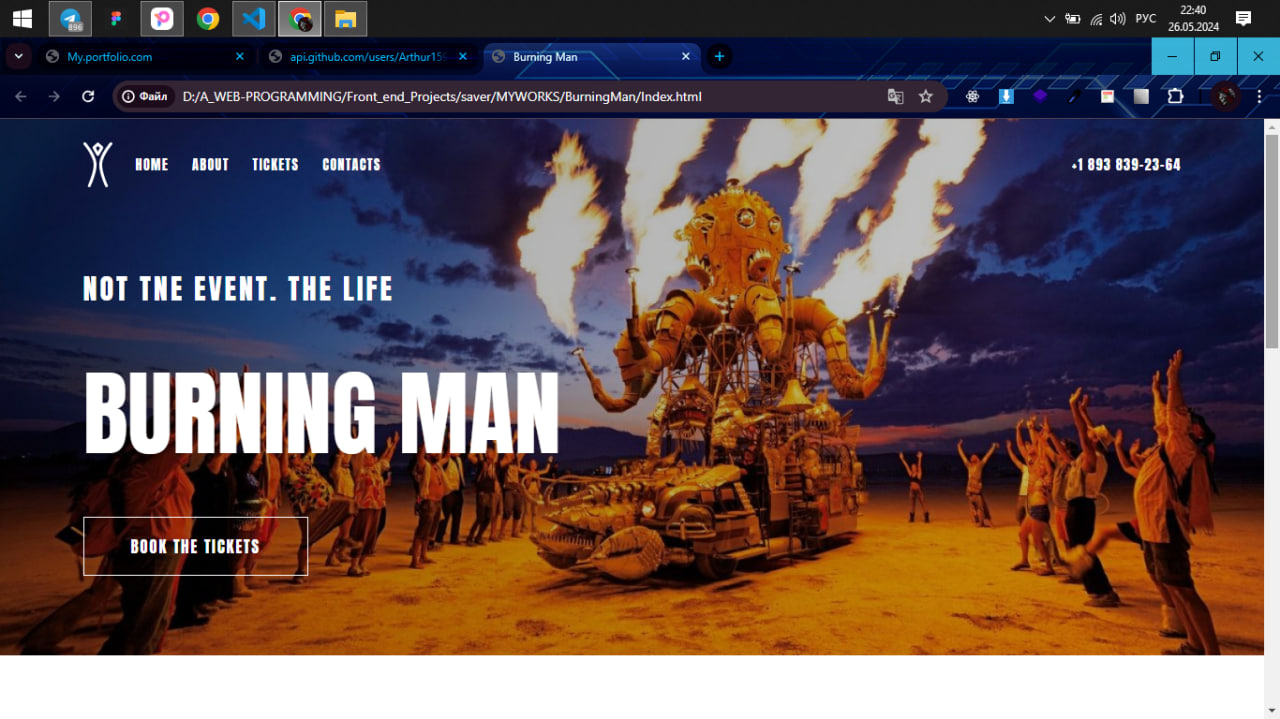 896
РУС
22:40
26.05.2024
My.portfolio.com
api.github.com/users/Arthur159
Burning Man
Файл
D:/A_WEB-PROGRAMMING/Front_end_Projects/saver/MYWORKS/BurningMan/Index.html
HOME ABOUT TICKETS CONTACTS
+1 893 839-23-64
NOT TNE EVENT. THE LIFE
BURNING MAN
BOOK THE TICKETS